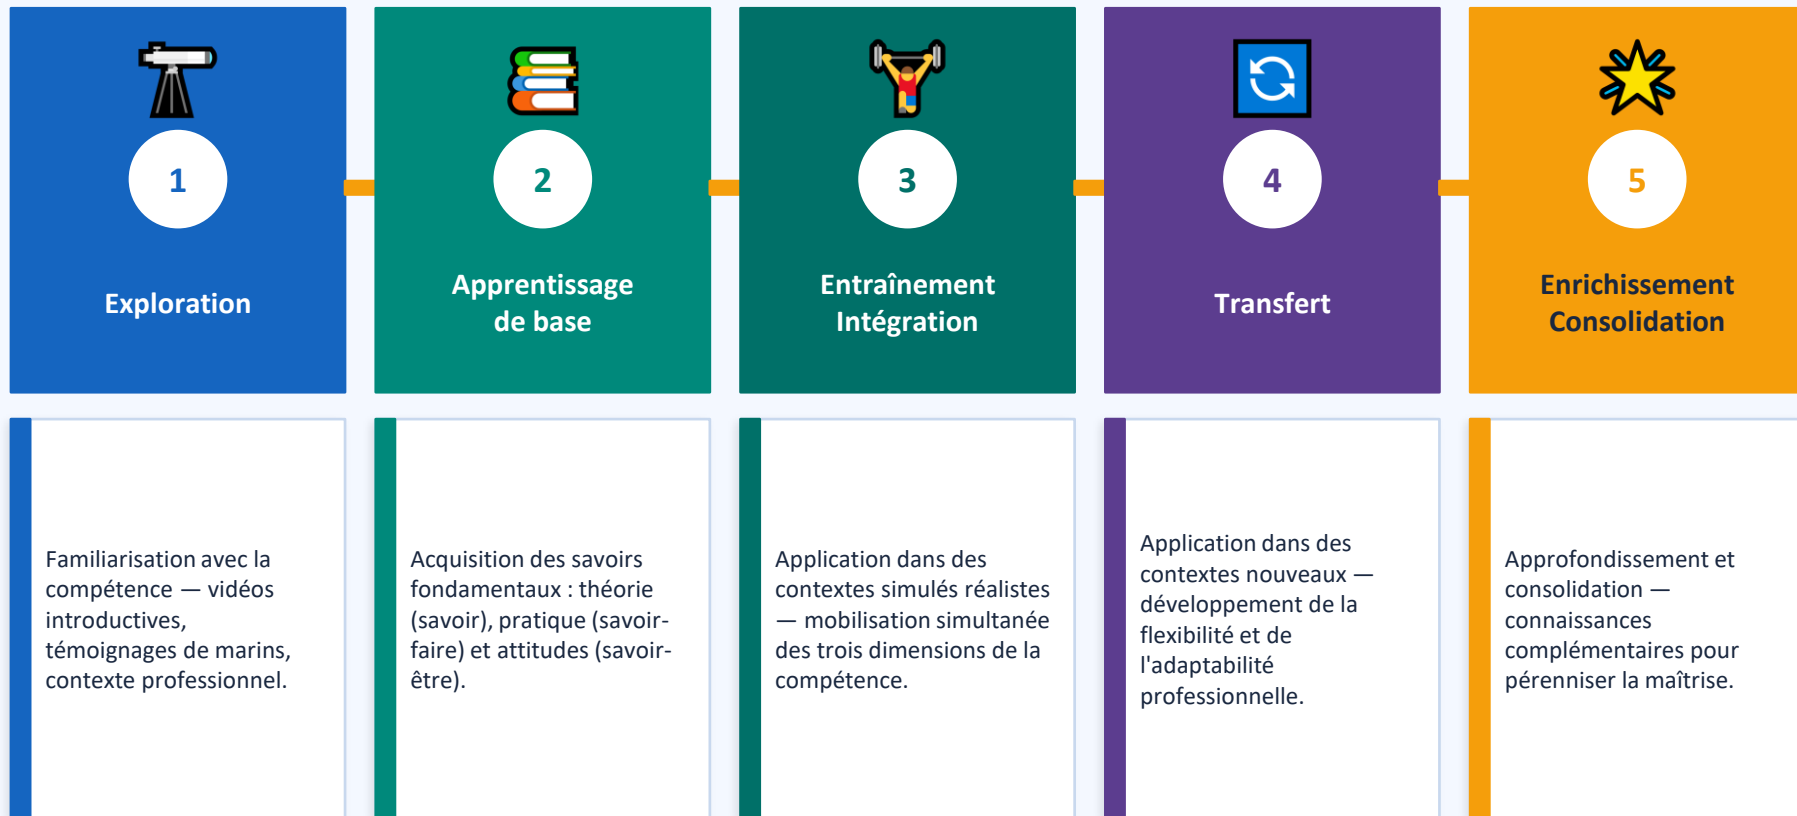 1
Exploration
Familiarisation avec la
compétence — vidéos
introductives,
témoignages de marins,
contexte professionnel.
2
Apprentissage
de base
Acquisition des savoirs
fondamentaux : théorie
(savoir), pratique (savoir-
faire) et attitudes (savoir-
être).
3
Entraînement
Intégration
Application dans des
contextes simulés réalistes
— mobilisation simultanée
des trois dimensions de la
compétence.
4
Transfert
Application dans des
contextes nouveaux —
développement de la
flexibilité et de
l'adaptabilité
professionnelle.
5
Enrichissement
Consolidation
Approfondissement et
consolidation —
connaissances
complémentaires pour
pérenniser la maîtrise.